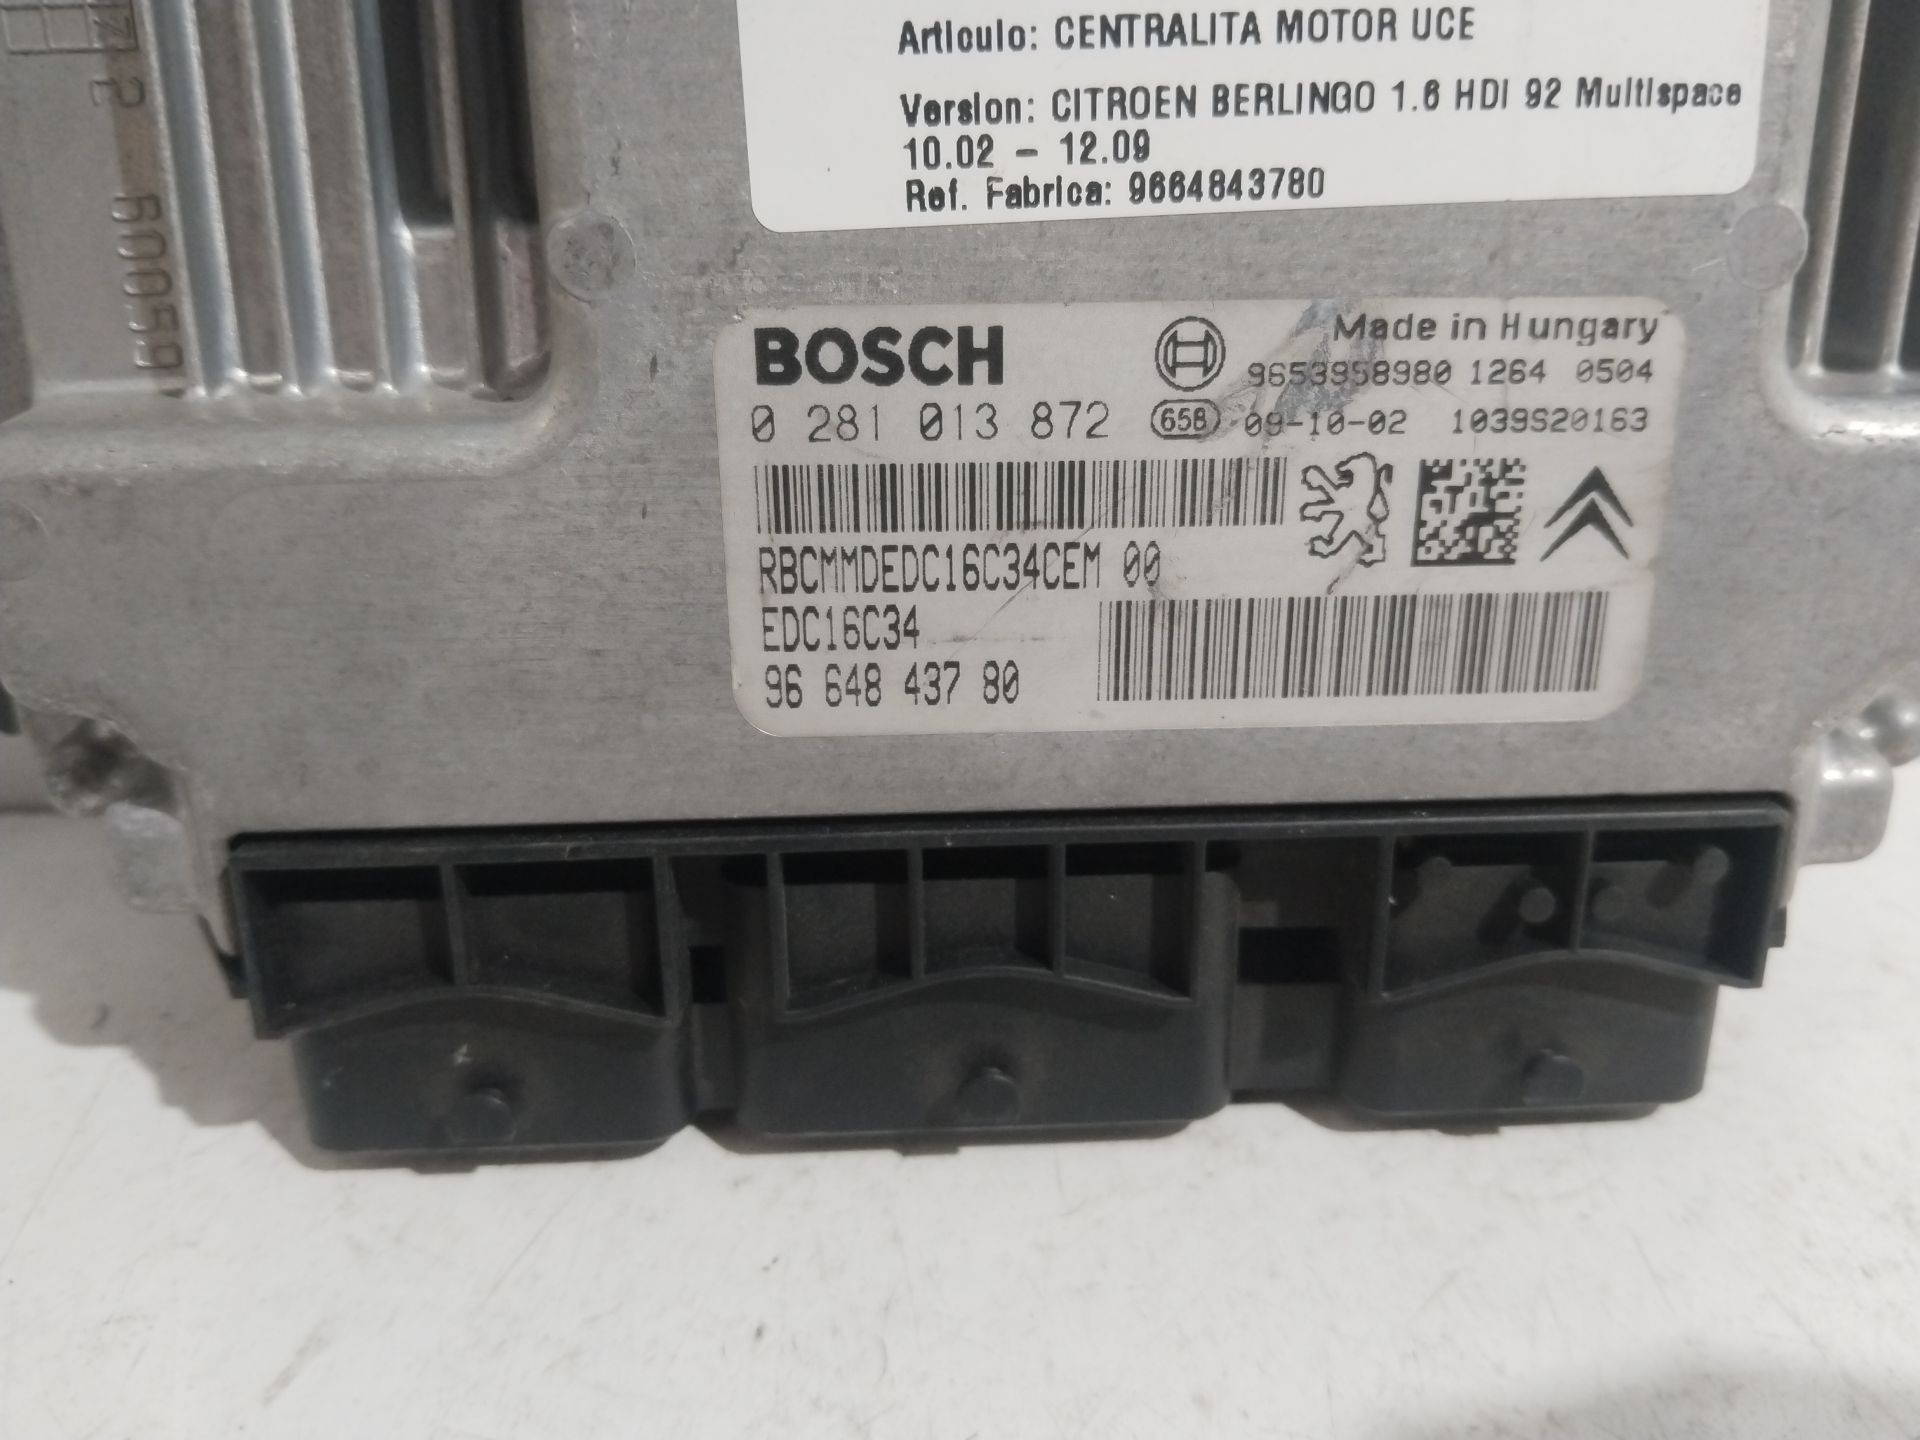 Articulo: CENTRALITA MOTOR UCE
Version: CITROEN BERLINGO 1.6 HDI 92 Multispace
10.02 - 12.09
Ref. Fabrica: 9664843780
BOSCH
Made in Hungary
9653958980 1264 0504
0 281 013 872 658 09-10-02 1039S20163
RBCMMDEDC16C34CEM 00
EDC16C34
96 648 437 80
60059